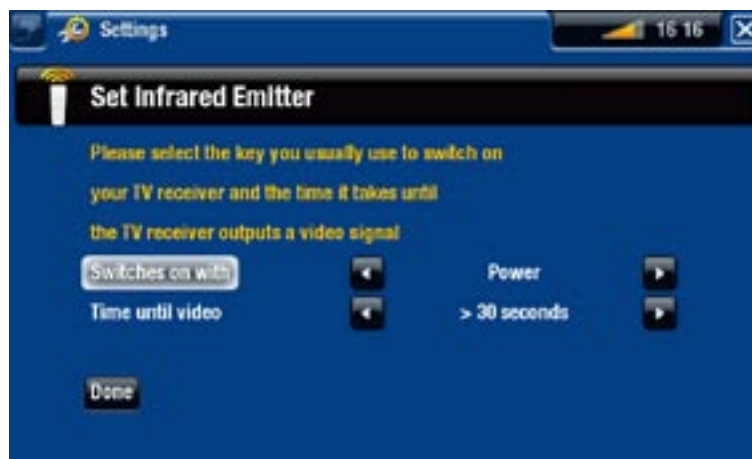 Settings
16 16
Set Infrared Emitter
Please select the key you usually use to switch on
your TV receiver and the time it takes until
the TV receiver outputs a video signal
Switches on with Power
Time until video > 30 seconds
Done